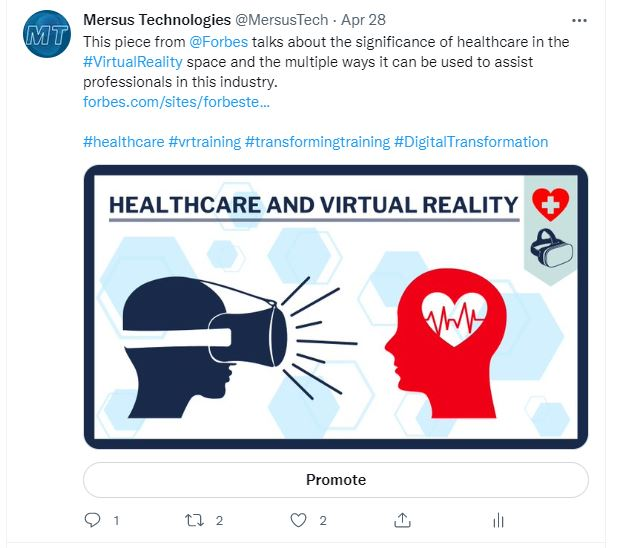 MT
Mersus Technologies @MersusTech · Apr 28
This piece from @Forbes talks about the significance of healthcare in the
#VirtualReality space and the multiple ways it can be used to assist
professionals in this industry.
forbes.com/sites/forbeste...
#healthcare #vrtraining #transformingtraining #DigitalTransformation
HEALTHCARE AND VIRTUAL REALITY
Promote
1 2 2